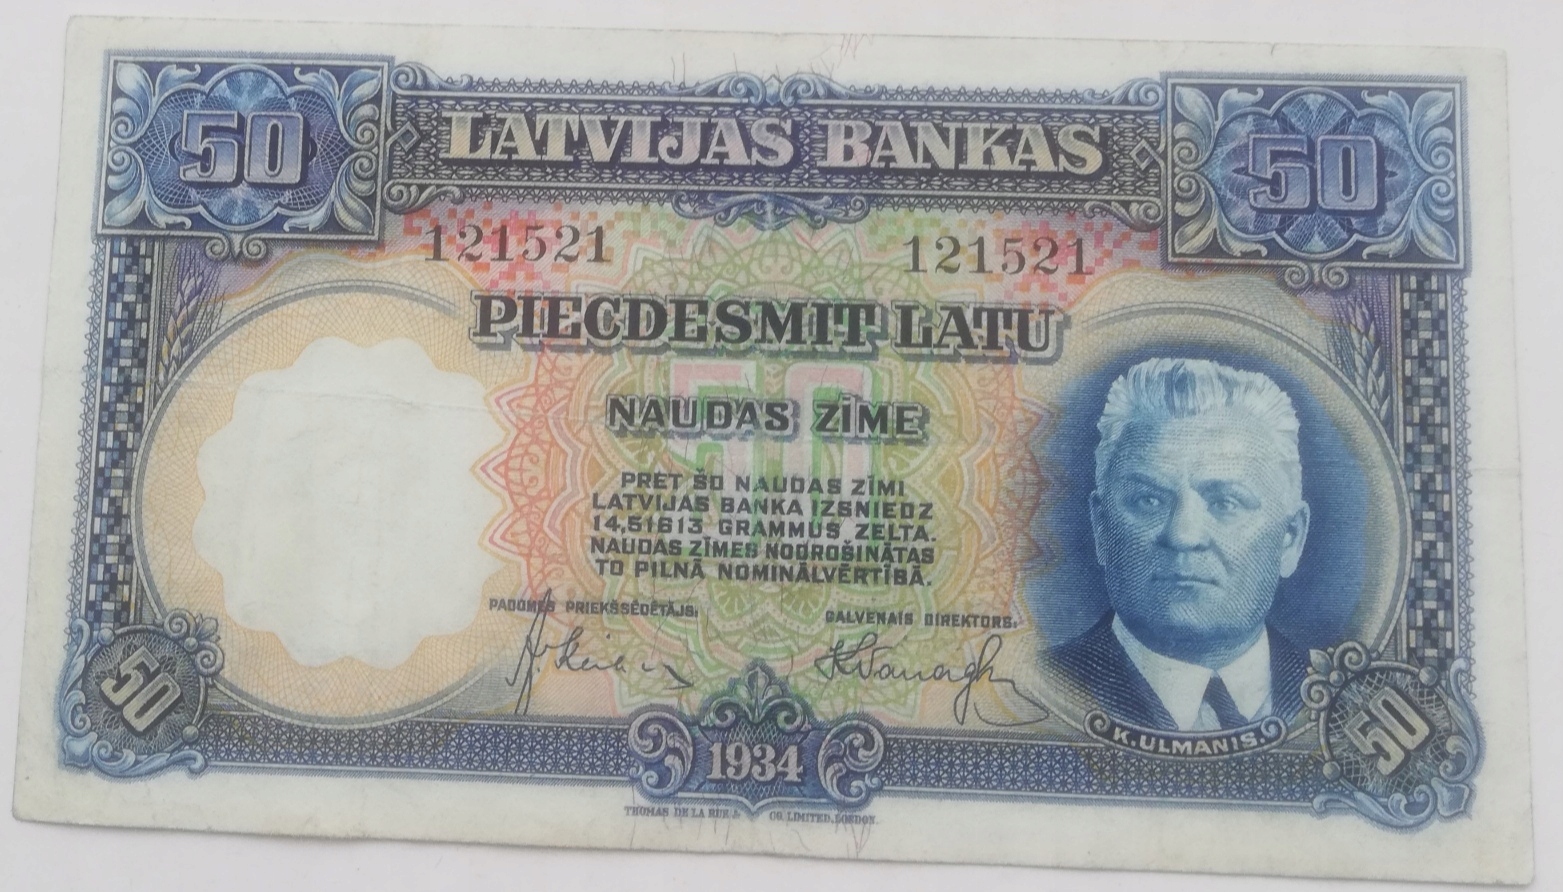 50 LATVIJAS BANKAS 50
121521 121521
PIECDESMIT LATU
50
NAUDAS ZĪME
PRET ŠO NAUDAS ZĪMI
LATVIJAS BANKA IZSNIEDZ
14,51613 GRAMMUS ZELTA.
NAUDAS ZĪMES NODROŠINĀTAS
TO PILNĀ NOMINĀLVĒRTĪBĀ.
PADOMES PRIEKŠSĒDĒTĀJS: GALVENAIS DIREKTORS:
50 1934 K.ULMANIS. 50
THOMAS DE LA RUE & CO. LIMITED, LONDON.